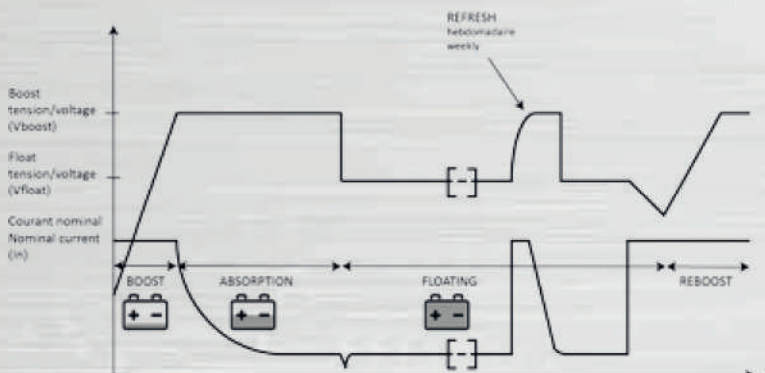 REFRESH
hebdomadaire
weekly
Boost
tension/voltage
(Vboost)
Float
tension/voltage
(Vfloat)
Courant nominal
Nominal current
(In)
BOOST
ABSORPTION
FLOATING
REBOOST
+ -
+ -
+ -